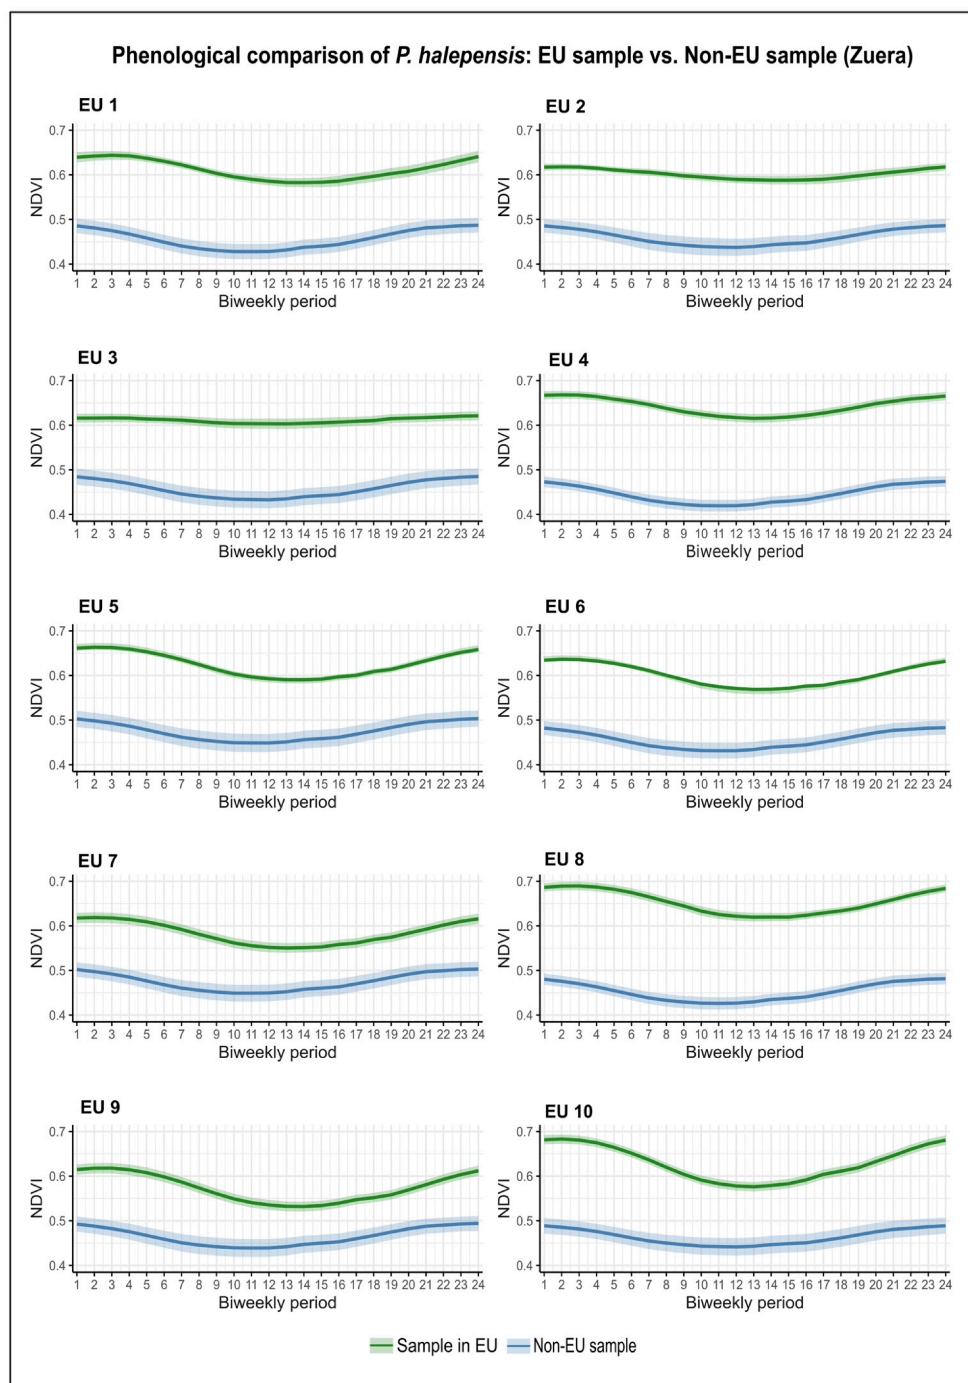 Phenological comparison of P. halepensis: EU sample vs. Non-EU sample (Zuera)
EU 1
0.7
0.6
0.5
0.4
NDVI
1 2 3 4 5 6 7 8 9 10 11 12 13 14 15 16 17 18 19 20 21 22 23 24
Biweekly period
EU 2
0.7
0.6
0.5
0.4
NDVI
1 2 3 4 5 6 7 8 9 10 11 12 13 14 15 16 17 18 19 20 21 22 23 24
Biweekly period
EU 3
0.7
0.6
0.5
0.4
NDVI
1 2 3 4 5 6 7 8 9 10 11 12 13 14 15 16 17 18 19 20 21 22 23 24
Biweekly period
EU 4
0.7
0.6
0.5
0.4
NDVI
1 2 3 4 5 6 7 8 9 10 11 12 13 14 15 16 17 18 19 20 21 22 23 24
Biweekly period
EU 5
0.7
0.6
0.5
0.4
NDVI
1 2 3 4 5 6 7 8 9 10 11 12 13 14 15 16 17 18 19 20 21 22 23 24
Biweekly period
EU 6
0.7
0.6
0.5
0.4
NDVI
1 2 3 4 5 6 7 8 9 10 11 12 13 14 15 16 17 18 19 20 21 22 23 24
Biweekly period
EU 7
0.7
0.6
0.5
0.4
NDVI
1 2 3 4 5 6 7 8 9 10 11 12 13 14 15 16 17 18 19 20 21 22 23 24
Biweekly period
EU 8
0.7
0.6
0.5
0.4
NDVI
1 2 3 4 5 6 7 8 9 10 11 12 13 14 15 16 17 18 19 20 21 22 23 24
Biweekly period
EU 9
0.7
0.6
0.5
0.4
NDVI
1 2 3 4 5 6 7 8 9 10 11 12 13 14 15 16 17 18 19 20 21 22 23 24
Biweekly period
EU 10
0.7
0.6
0.5
0.4
NDVI
1 2 3 4 5 6 7 8 9 10 11 12 13 14 15 16 17 18 19 20 21 22 23 24
Biweekly period
Sample in EU Non-EU sample